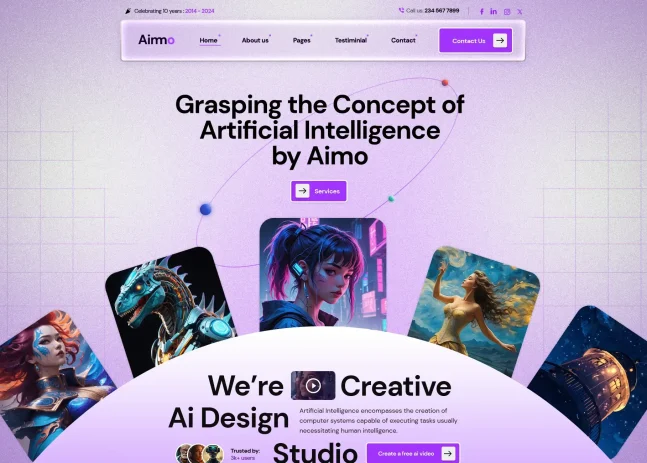 Celebrating 10 years : 2014 - 2024
Call us: 234 567 7899
Aimo
Home
About us
Pages
Testiminial
Contact
Contact Us
Grasping the Concept of
Artificial Intelligence
by Aimo
Services
We're Creative
Ai Design
Artificial Intelligence encompasses the creation of
computer systems capable of executing tasks usually
necessitating human intelligence.
Trusted by:
3k+ users
Studio
Create a free ai video